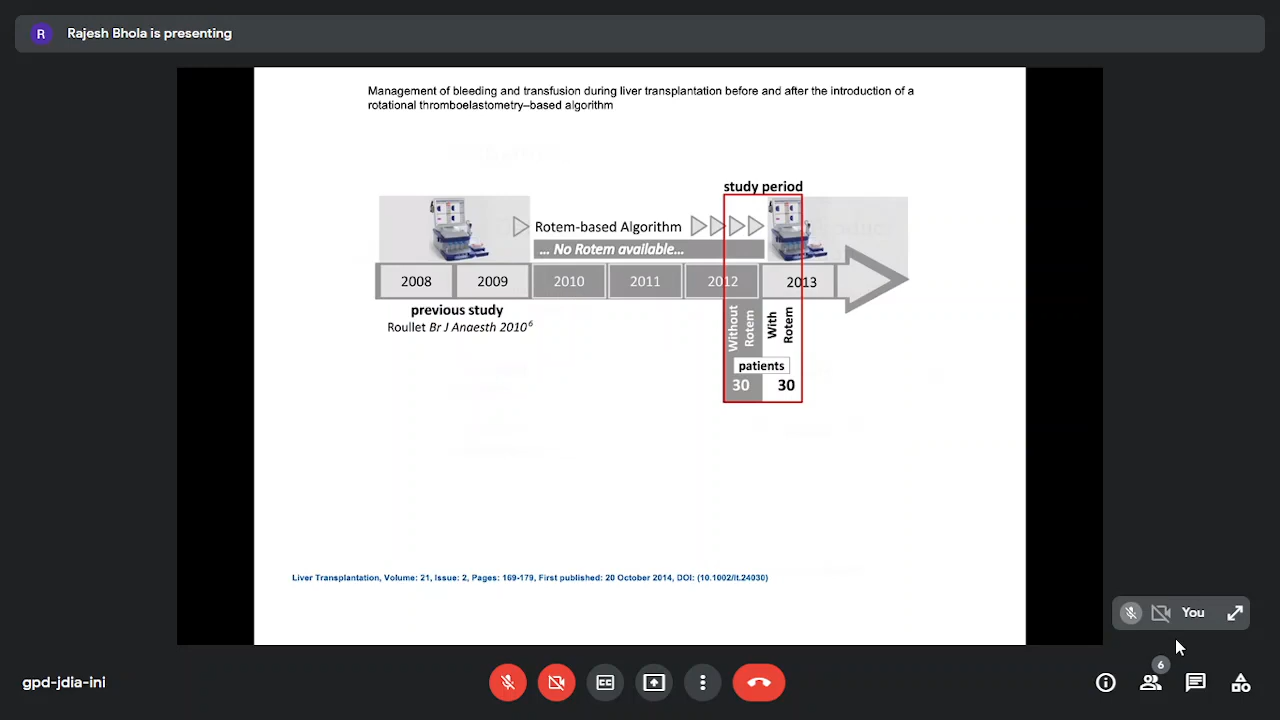 R
Rajesh Bhola is presenting
Management of bleeding and transfusion during liver transplantation before and after the introduction of a
rotational thromboelastometry–based algorithm
study period
Rotem-based Algorithm
... No Rotem available...
2008
2009
2010
2011
2012
2013
previous study
Roullet Br J Anaesth 2010⁶
Without
Rotem
With
Rotem
patients
30
30
Liver Transplantation, Volume: 21, Issue: 2, Pages: 169-179, First published: 20 October 2014, DOI: (10.1002/lt.24030)
You
6
gpd-jdia-ini
CC